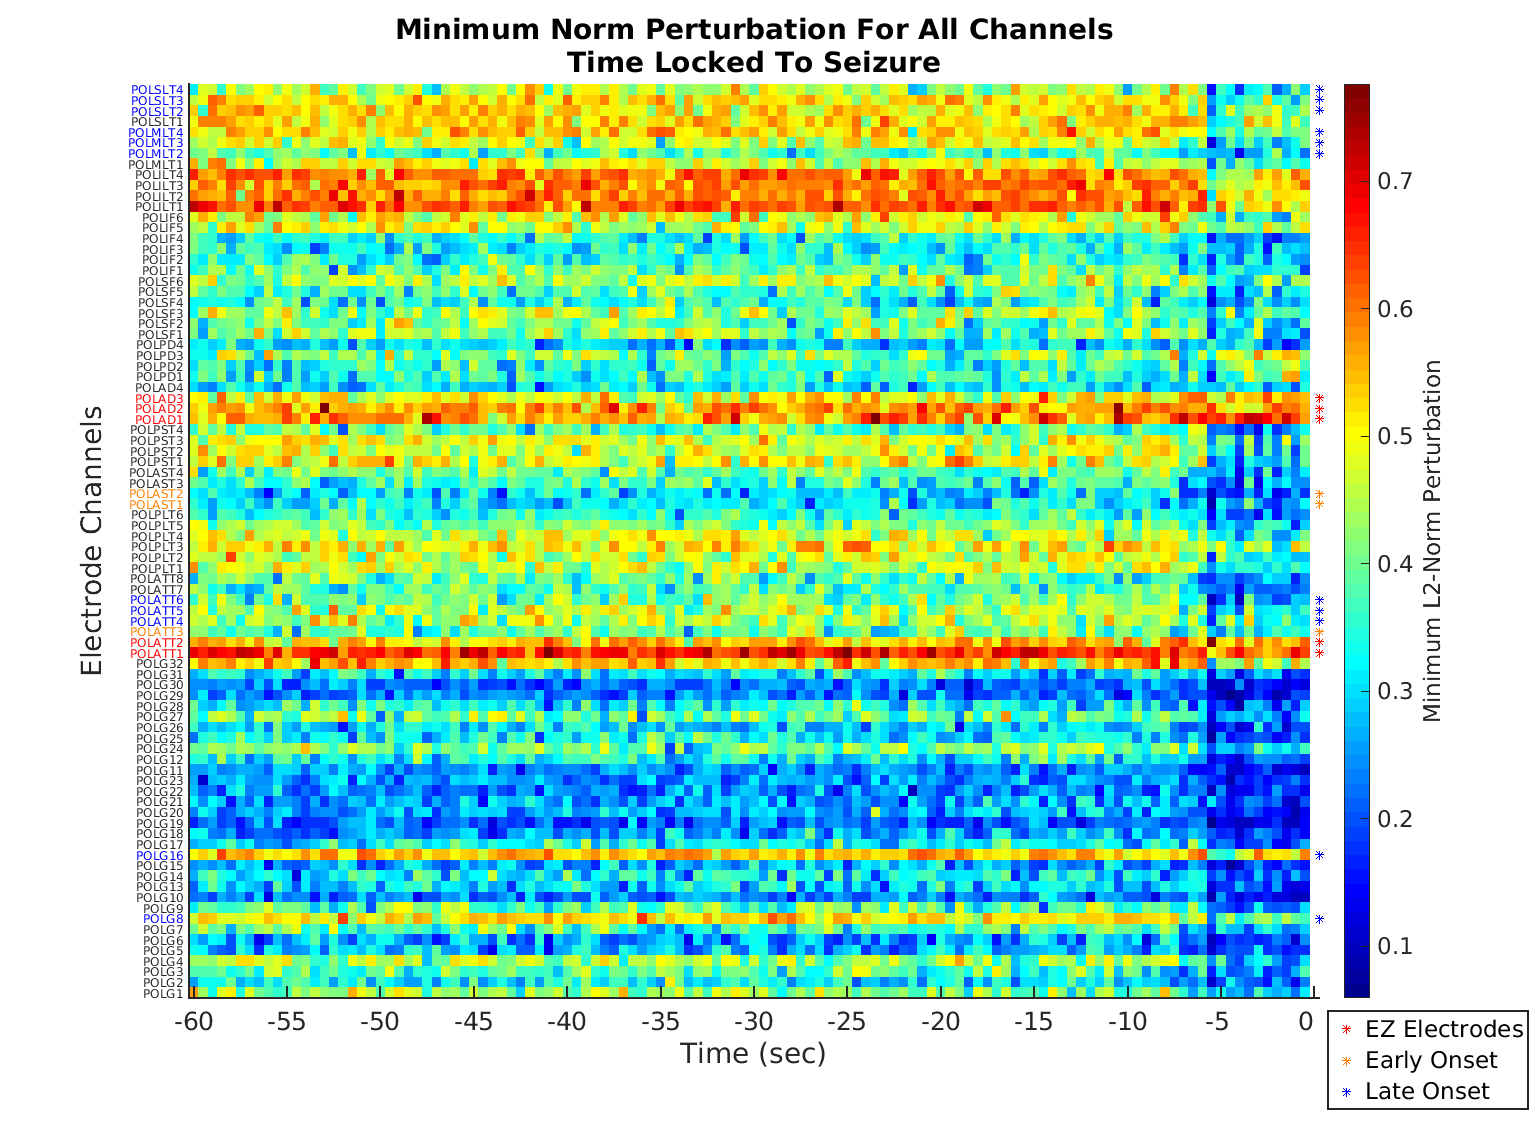 Minimum Norm Perturbation For All Channels
Time Locked To Seizure
Electrode Channels
POLSLT4
POLSLT3
POLSLT2
POLSLT1
POLMLT4
POLMLT3
POLMLT2
POLMLT1
POLILT4
POLILT3
POLILT2
POLILT1
POLIF6
POLIF5
POLIF4
POLIF3
POLIF2
POLIF1
POLSF6
POLSF5
POLSF4
POLSF3
POLSF2
POLSF1
POLPD4
POLPD3
POLPD2
POLPD1
POLAD4
POLAD3
POLAD2
POLAD1
POLPST4
POLPST3
POLPST2
POLPST1
POLAST4
POLAST3
POLAST2
POLAST1
POLPLT6
POLPLT5
POLPLT4
POLPLT3
POLPLT2
POLPLT1
POLATT8
POLATT7
POLATT6
POLATT5
POLATT4
POLATT3
POLATT2
POLATT1
POLG32
POLG31
POLG30
POLG29
POLG28
POLG27
POLG26
POLG25
POLG24
POLG12
POLG11
POLG23
POLG22
POLG21
POLG20
POLG19
POLG18
POLG17
POLG16
POLG15
POLG14
POLG13
POLG10
POLG9
POLG8
POLG7
POLG6
POLG5
POLG4
POLG3
POLG2
POLG1
-60 -55 -50 -45 -40 -35 -30 -25 -20 -15 -10 -5 0
Time (sec)
0.7
0.6
0.5
0.4
0.3
0.2
0.1
Minimum L2-Norm Perturbation
EZ Electrodes
Early Onset
Late Onset